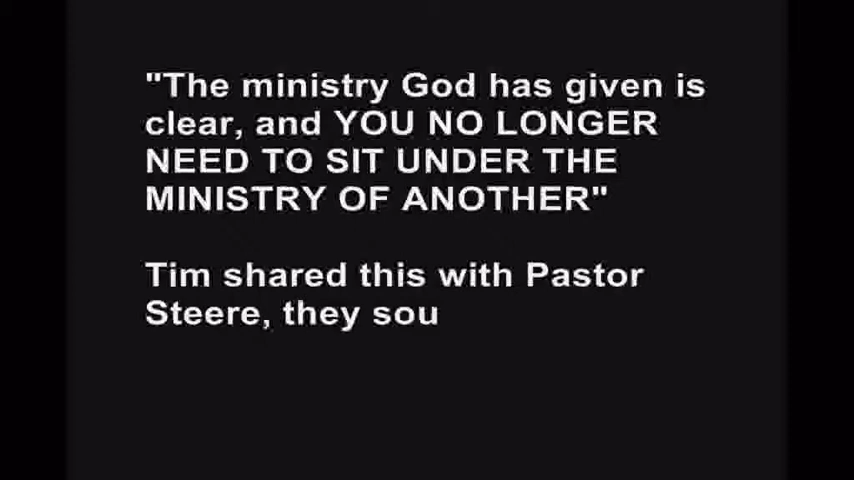 "The ministry God has given is
clear, and YOU NO LONGER
NEED TO SIT UNDER THE
MINISTRY OF ANOTHER"
Tim shared this with Pastor
Steere, they sou